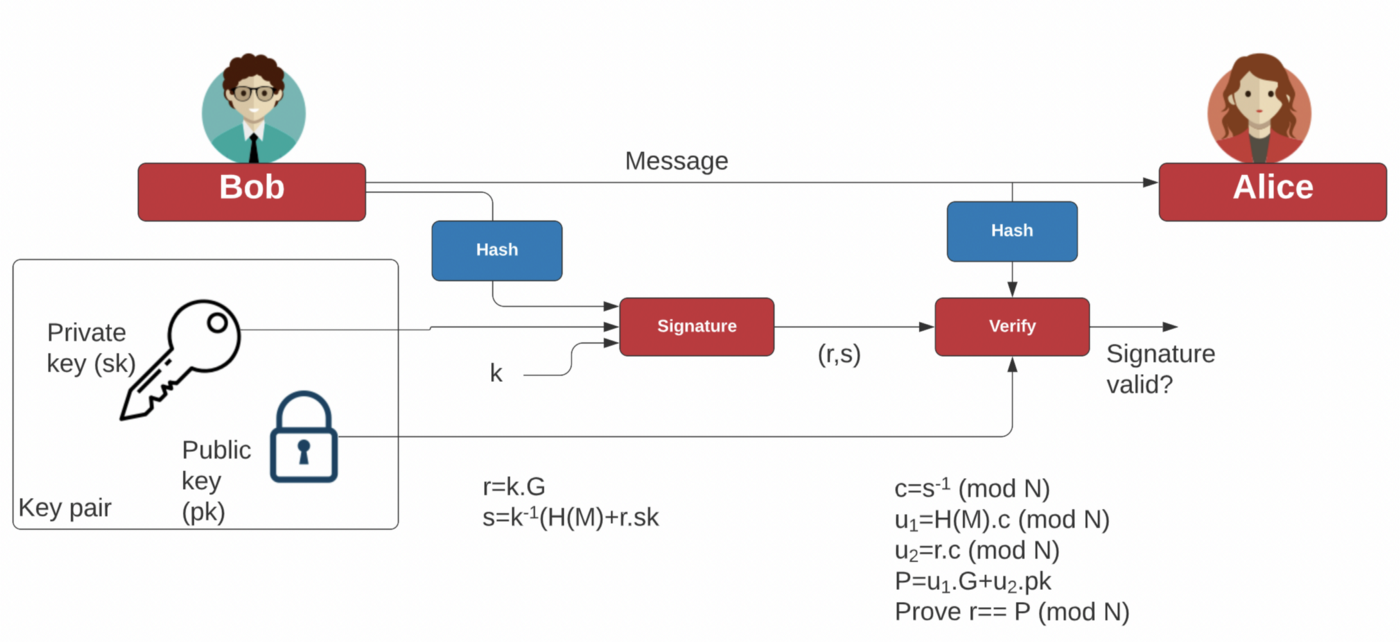 Message
Bob
Alice
Hash
Hash
Private
key (sk)
Signature
Verify
k
(r,s)
Signature
valid?
Public
key
(pk)
Key pair
r=k.G
s=k⁻¹(H(M)+r.sk
c=s⁻¹ (mod N)
u₁=H(M).c (mod N)
u₂=r.c (mod N)
P=u₁.G+u₂.pk
Prove r== P (mod N)